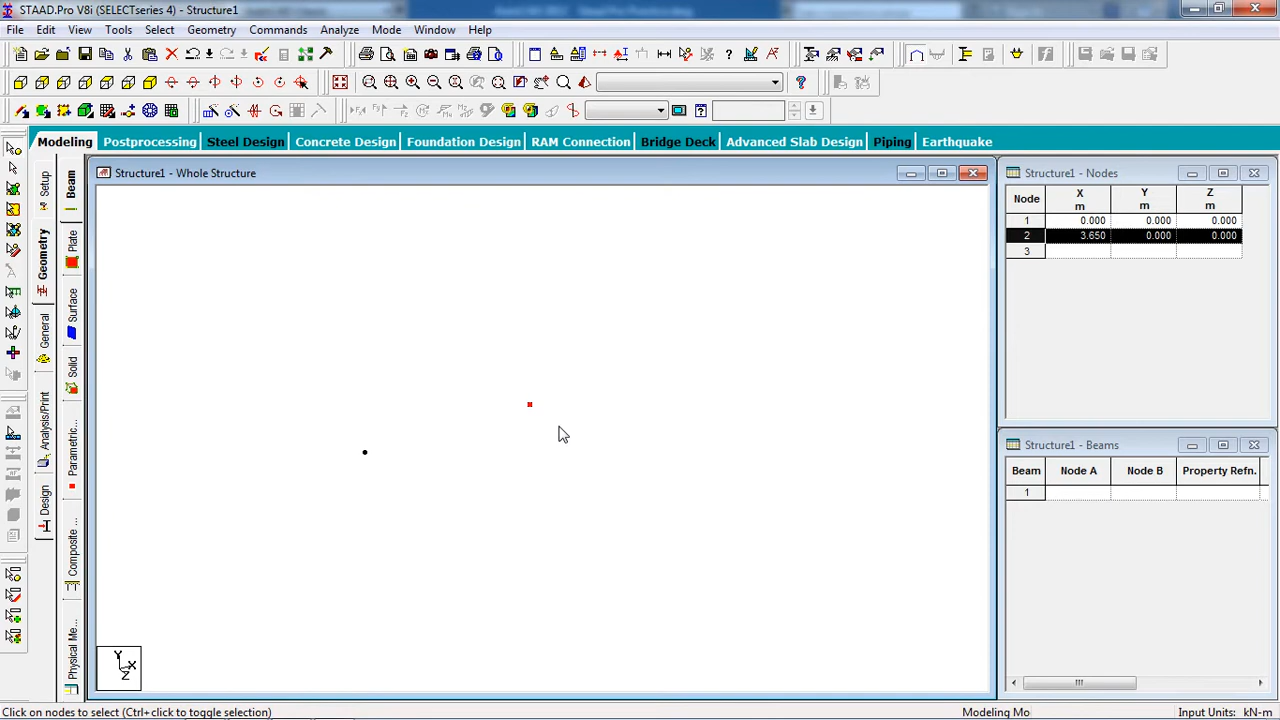 STAAD.Pro V8i (SELECTseries 4) - Structure1
File Edit View Tools Select Geometry Commands Analyze Mode Window Help
Modeling Postprocessing Steel Design Concrete Design Foundation Design RAM Connection Bridge Deck Advanced Slab Design Piping Earthquake
Setup
Geometry
General
Analysis/Print
Design
Beam
Plate
Surface
Solid
Parametric...
Composite ...
Physical Me...
Structure1 - Whole Structure
Y
X
Z
Structure1 - Nodes
Node X m Y m Z m
1 0.000 0.000 0.000
2 3.650 0.000 0.000
3
Structure1 - Beams
Beam Node A Node B Property Refn.
1
Click on nodes to select (Ctrl+click to toggle selection) Modeling Mo Input Units: kN-m